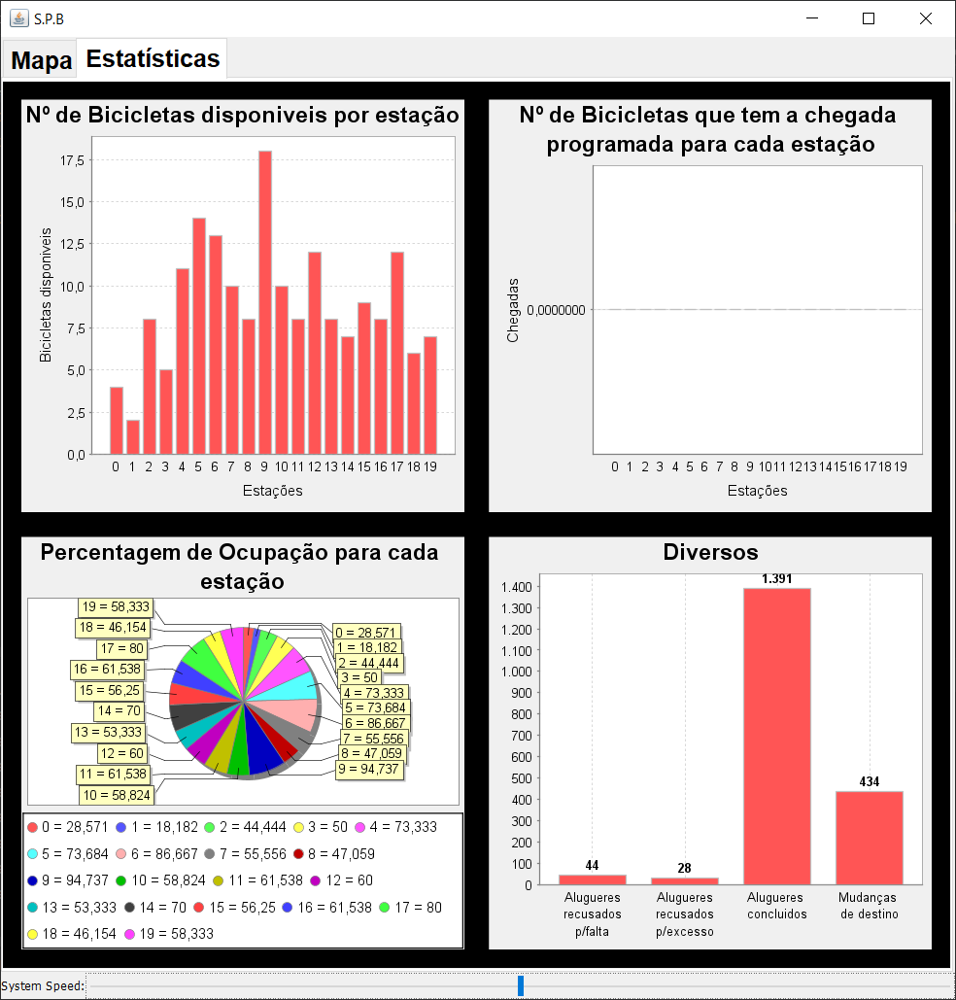 S.P.B
Mapa
Estatísticas
Nº de Bicicletas disponiveis por estação
17,5
15,0
12,5
10,0
7,5
5,0
2,5
0,0
Bicicletas disponiveis
0 1 2 3 4 5 6 7 8 9 10 11 12 13 14 15 16 17 18 19
Estações
Nº de Bicicletas que tem a chegada
programada para cada estação
Chegadas
0,0000000
0 1 2 3 4 5 6 7 8 9 10 11 12 13 14 15 16 17 18 19
Estações
Percentagem de Ocupação para cada
estação
19 = 58,333
18 = 46,154
17 = 80
16 = 61,538
15 = 56,25
14 = 70
13 = 53,333
12 = 60
11 = 61,538
10 = 58,824
0 = 28,571
1 = 18,182
2 = 44,444
3 = 50
4 = 73,333
5 = 73,684
6 = 86,667
7 = 55,556
8 = 47,059
9 = 94,737
0 = 28,571 1 = 18,182 2 = 44,444 3 = 50 4 = 73,333
5 = 73,684 6 = 86,667 7 = 55,556 8 = 47,059
9 = 94,737 10 = 58,824 11 = 61,538 12 = 60
13 = 53,333 14 = 70 15 = 56,25 16 = 61,538 17 = 80
18 = 46,154 19 = 58,333
Diversos
1.400
1.300
1.200
1.100
1.000
900
800
700
600
500
400
300
200
100
0
44
28
1.391
434
Alugueres
recusados
p/falta
Alugueres
recusados
p/excesso
Alugueres
concluidos
Mudanças
de destino
System Speed: